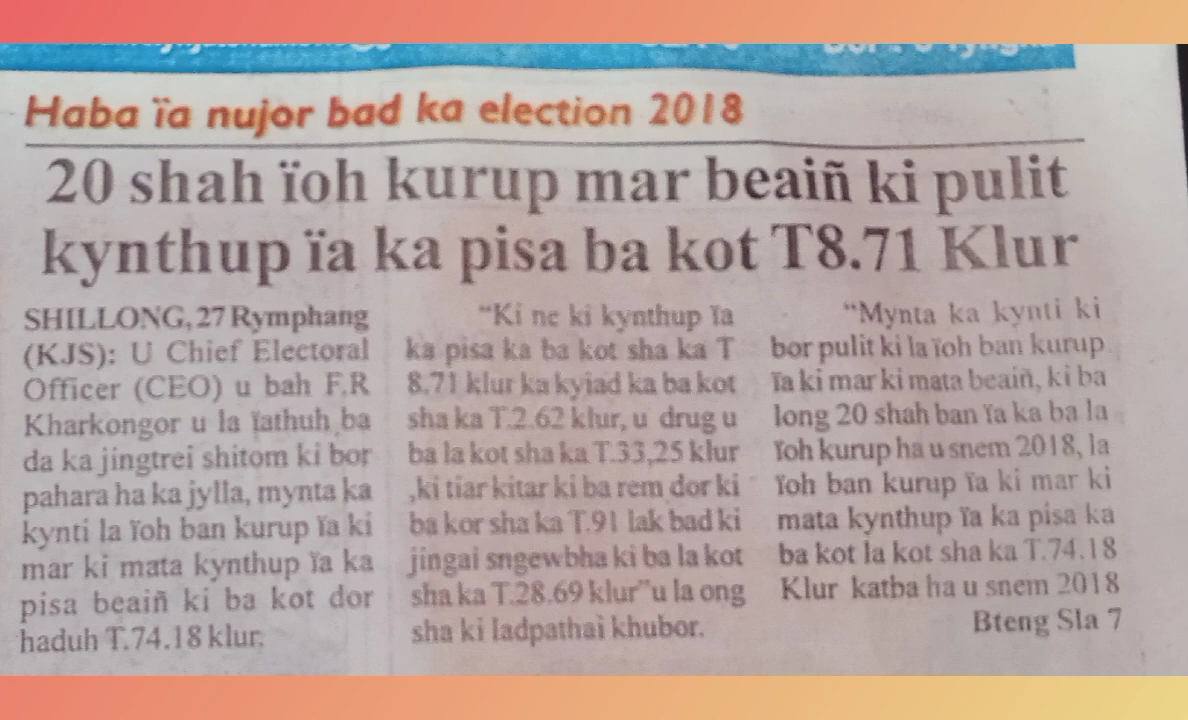 Haba ïa nujor bad ka election 2018
20 shah ïoh kurup mar beaiñ ki pulit
kynthup ïa ka pisa ba kot T8.71 Klur
SHILLONG, 27 Rymphang
(KJS): U Chief Electoral
Officer (CEO) u bah F.R
Kharkongor u la ïathuh ba
da ka jingtrei shitom ki bor
pahara ha ka jylla, mynta ka
kynti la ïoh ban kurup ïa ki
mar ki mata kynthup ïa ka
pisa beaiñ ki ba kot dor
haduh T.74.18 klur.
“Ki ne ki kynthup ïa
ka pisa ka ba kot sha ka T
8.71 klur ka kyiad ka ba kot
sha ka T.2.62 klur, u drug u
ba la kot sha ka T.33,25 klur
,ki tiar kitar ki ba rem dor ki
ba kor sha ka T.91 lak bad ki
jingai sngewbha ki ba la kot
sha ka T.28.69 klur”u la ong
sha ki ladpathai khubor.
“Mynta ka kynti ki
bor pulit ki la ïoh ban kurup
ïa ki mar ki mata beaiñ, ki ba
long 20 shah ban ïa ka ba la
ïoh kurup ha u snem 2018, la
ïoh ban kurup ïa ki mar ki
mata kynthup ïa ka pisa ka
ba kot la kot sha ka T.74.18
Klur katba ha u snem 2018
Bteng Sla 7